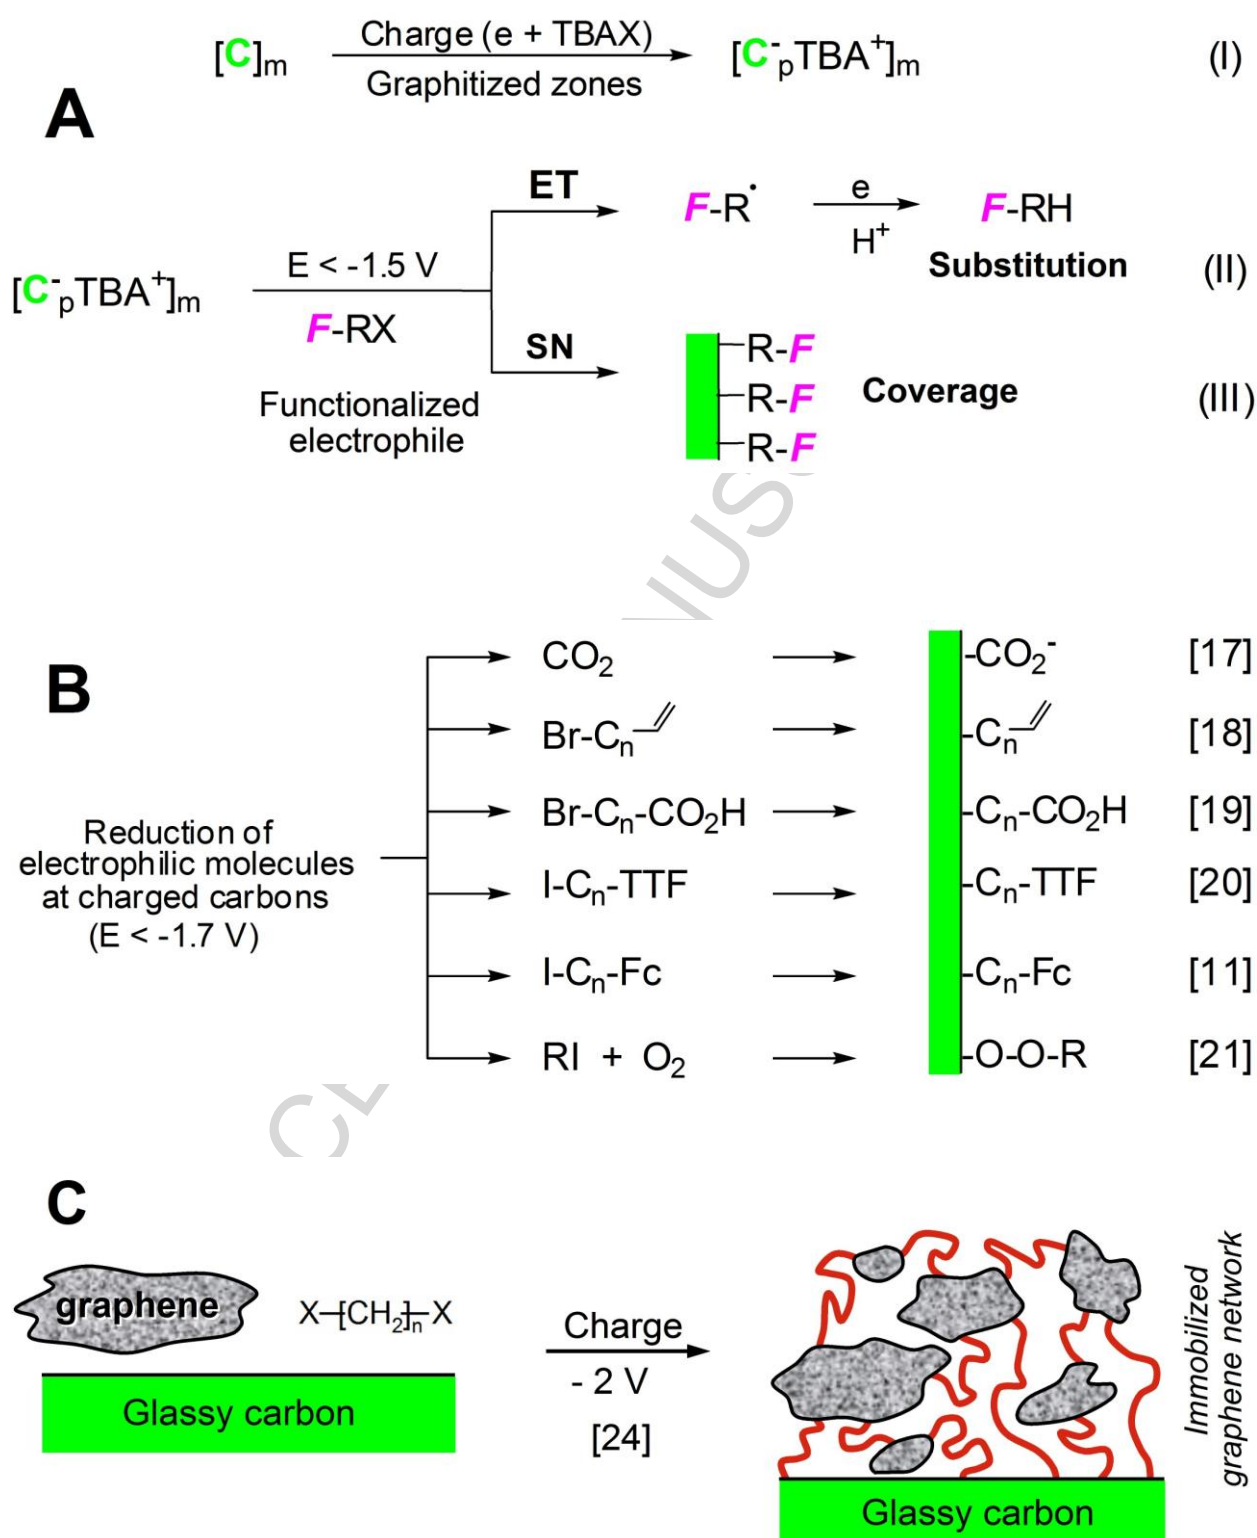 [C]m Charge (e + TBAX) [C-pTBA+]m (I)
Graphitized zones
A
ET F-R• e F-RH
H+ Substitution (II)
[C-pTBA+]m E < -1.5 V
F-RX
SN R-F Coverage (III)
Functionalized R-F
electrophile R-F
B
CO2 -CO2- [17]
Br-Cn -Cn [18]
Br-Cn-CO2H -Cn-CO2H [19]
Reduction of
electrophilic molecules
at charged carbons
(E < -1.7 V)
I-Cn-TTF -Cn-TTF [20]
I-Cn-Fc -Cn-Fc [11]
RI + O2 -O-O-R [21]
C
graphene X-[CH2]n-X
Charge
- 2 V
[24]
Glassy carbon
Glassy carbon
Immobilized
graphene network